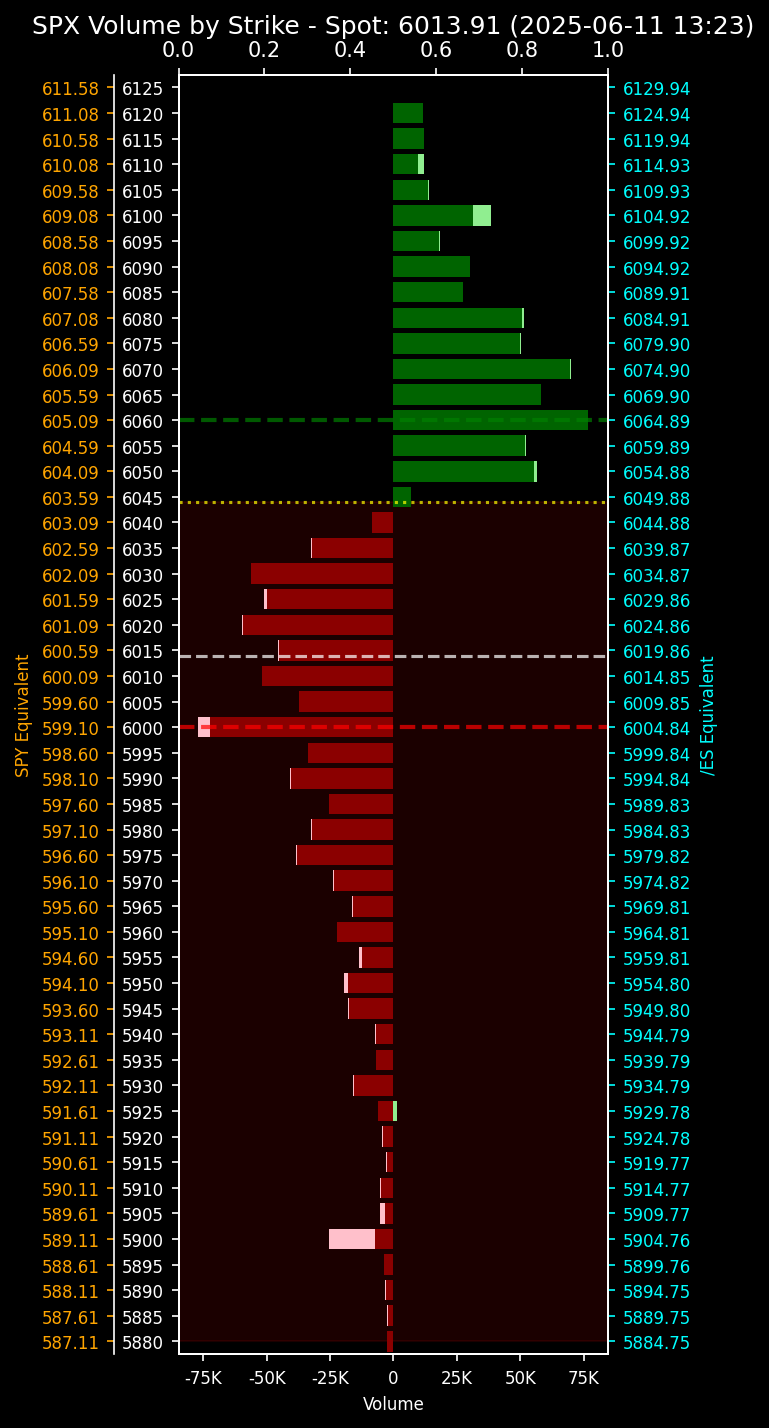 SPX Volume by Strike - Spot: 6013.91 (2025-06-11 13:23)
0.0 0.2 0.4 0.6 0.8 1.0
611.58 6125 6129.94
611.08 6120 6124.94
610.58 6115 6119.94
610.08 6110 6114.93
609.58 6105 6109.93
609.08 6100 6104.92
608.58 6095 6099.92
608.08 6090 6094.92
607.58 6085 6089.91
607.08 6080 6084.91
606.59 6075 6079.90
606.09 6070 6074.90
605.59 6065 6069.90
605.09 6060 6064.89
604.59 6055 6059.89
604.09 6050 6054.88
603.59 6045 6049.88
603.09 6040 6044.88
602.59 6035 6039.87
602.09 6030 6034.87
601.59 6025 6029.86
601.09 6020 6024.86
600.59 6015 6019.86
600.09 6010 6014.85
599.60 6005 6009.85
599.10 6000 6004.84
598.60 5995 5999.84
598.10 5990 5994.84
597.60 5985 5989.83
597.10 5980 5984.83
596.60 5975 5979.82
596.10 5970 5974.82
595.60 5965 5969.81
595.10 5960 5964.81
594.60 5955 5959.81
594.10 5950 5954.80
593.60 5945 5949.80
593.11 5940 5944.79
592.61 5935 5939.79
592.11 5930 5934.79
591.61 5925 5929.78
591.11 5920 5924.78
590.61 5915 5919.77
590.11 5910 5914.77
589.61 5905 5909.77
589.11 5900 5904.76
588.61 5895 5899.76
588.11 5890 5894.75
587.61 5885 5889.75
587.11 5880 5884.75
SPY Equivalent
/ES Equivalent
-75K -50K -25K 0 25K 50K 75K
Volume